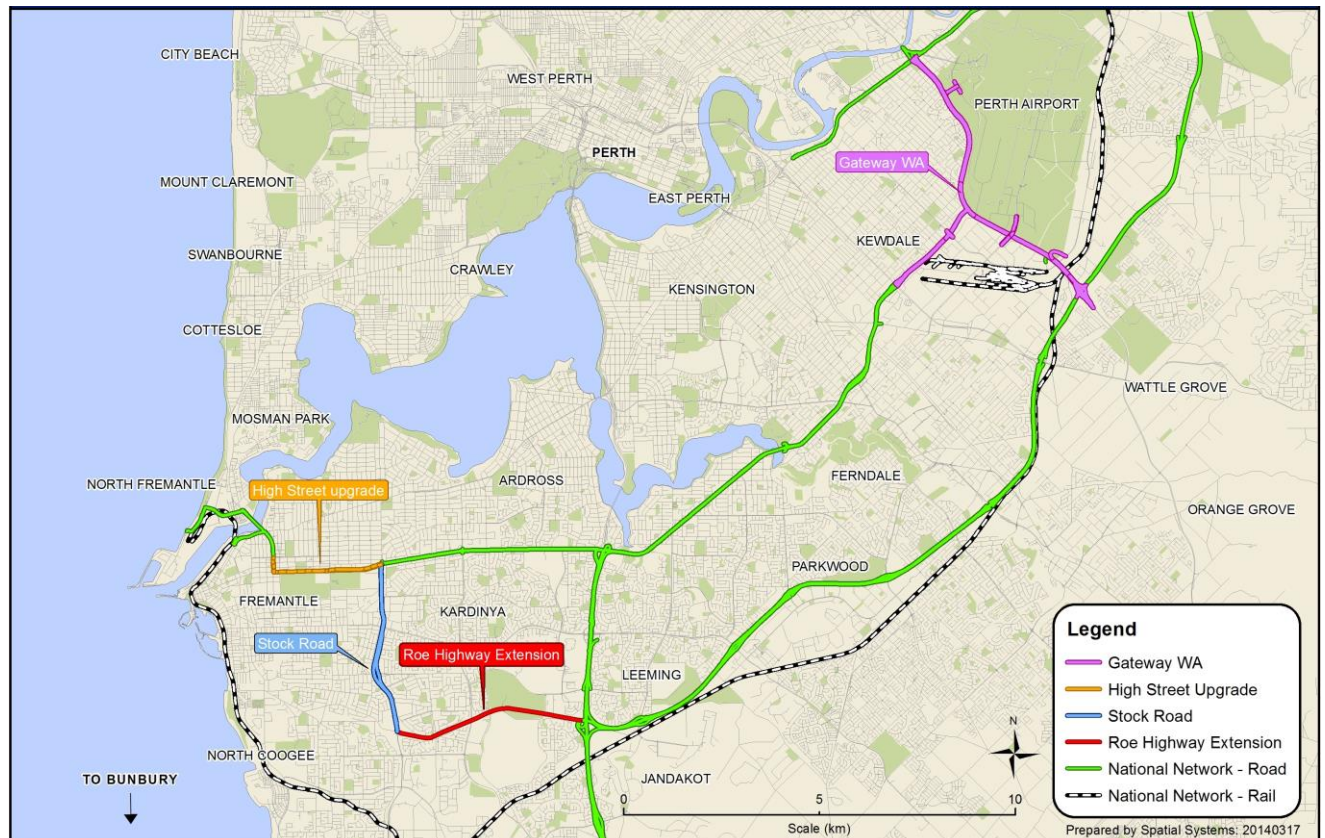 CITY BEACH
WEST PERTH
PERTH AIRPORT
PERTH
Gateway WA
MOUNT CLAREMONT
EAST PERTH
KEWDALE
SWANBOURNE
CRAWLEY
KENSINGTON
COTTESLOE
WATTLE GROVE
MOSMAN PARK
NORTH FREMANTLE
High Street upgrade
ARDROSS
FERNDALE
ORANGE GROVE
PARKWOOD
FREMANTLE
KARDINYA
Stock Road
Roe Highway Extension
LEEMING
NORTH COOGEE
TO BUNBURY
JANDAKOT
N
0 5 10
Scale (km)
Legend
Gateway WA
High Street Upgrade
Stock Road
Roe Highway Extension
National Network - Road
National Network - Rail
Prepared by Spatial Systems: 20140317